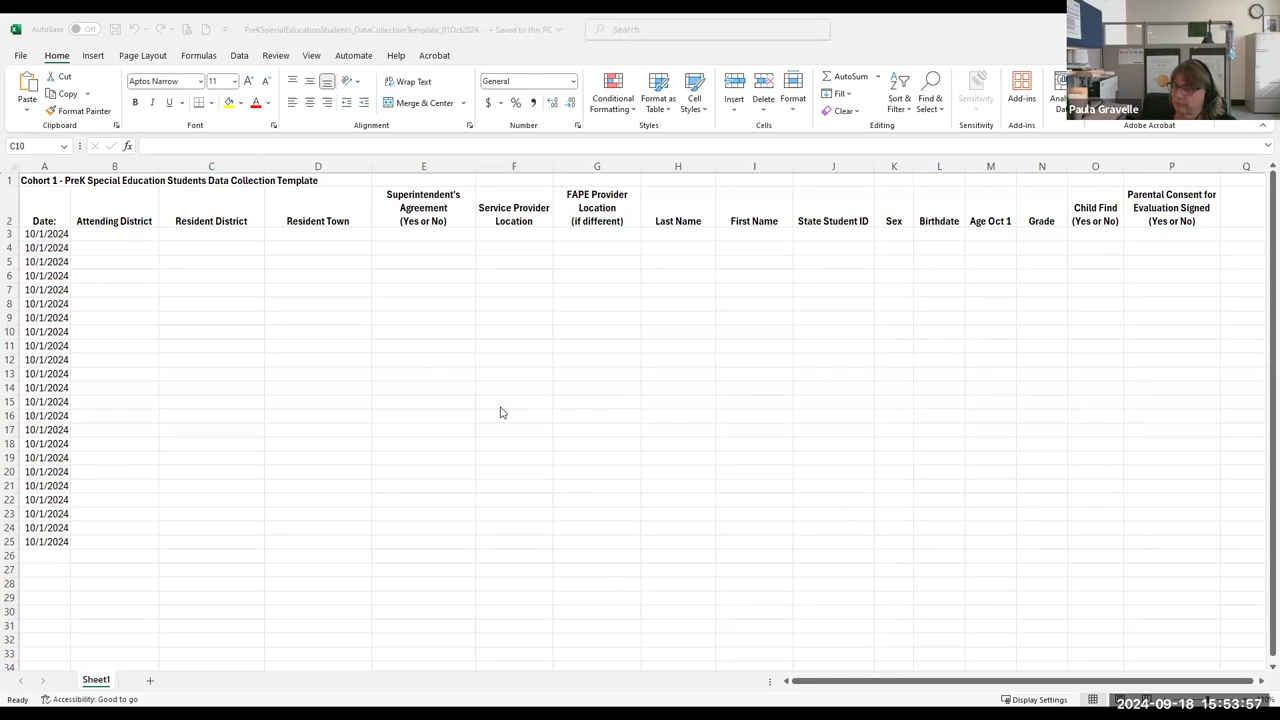 AutoSave Off PreKSpecialEducationStudents_DataCollectionTemplate_01Oct2024... • Saved to this PC Search
File Home Insert Page Layout Formulas Data Review View Automate Help Acrobat
Paste Cut Copy Format Painter
Aptos Narrow 11
B I U
Wrap Text
Merge & Center
General
$ %
Conditional Formatting Format as Table Cell Styles
Insert Delete Format
AutoSum
Fill
Clear
Sort & Filter Find & Select
Sensitivity
Add-ins
Paula Gravelle
Clipboard Font Alignment Number Styles Cells Editing Sensitivity Add-ins Adobe Acrobat
C10 fx
A B C D E F G H I J K L M N O P Q
1 Cohort 1 - PreK Special Education Students Data Collection Template
2 Date: Attending District Resident District Resident Town Superintendent's Agreement (Yes or No) Service Provider Location FAPE Provider Location (if different) Last Name First Name State Student ID Sex Birthdate Age Oct 1 Grade Child Find (Yes or No) Parental Consent for Evaluation Signed (Yes or No)
3 10/1/2024
4 10/1/2024
5 10/1/2024
6 10/1/2024
7 10/1/2024
8 10/1/2024
9 10/1/2024
10 10/1/2024
11 10/1/2024
12 10/1/2024
13 10/1/2024
14 10/1/2024
15 10/1/2024
16 10/1/2024
17 10/1/2024
18 10/1/2024
19 10/1/2024
20 10/1/2024
21 10/1/2024
22 10/1/2024
23 10/1/2024
24 10/1/2024
25 10/1/2024
26
27
28
29
30
31
32
33
34
Sheet1
Ready Accessibility: Good to go Display Settings
2024-09-18 15:53:57